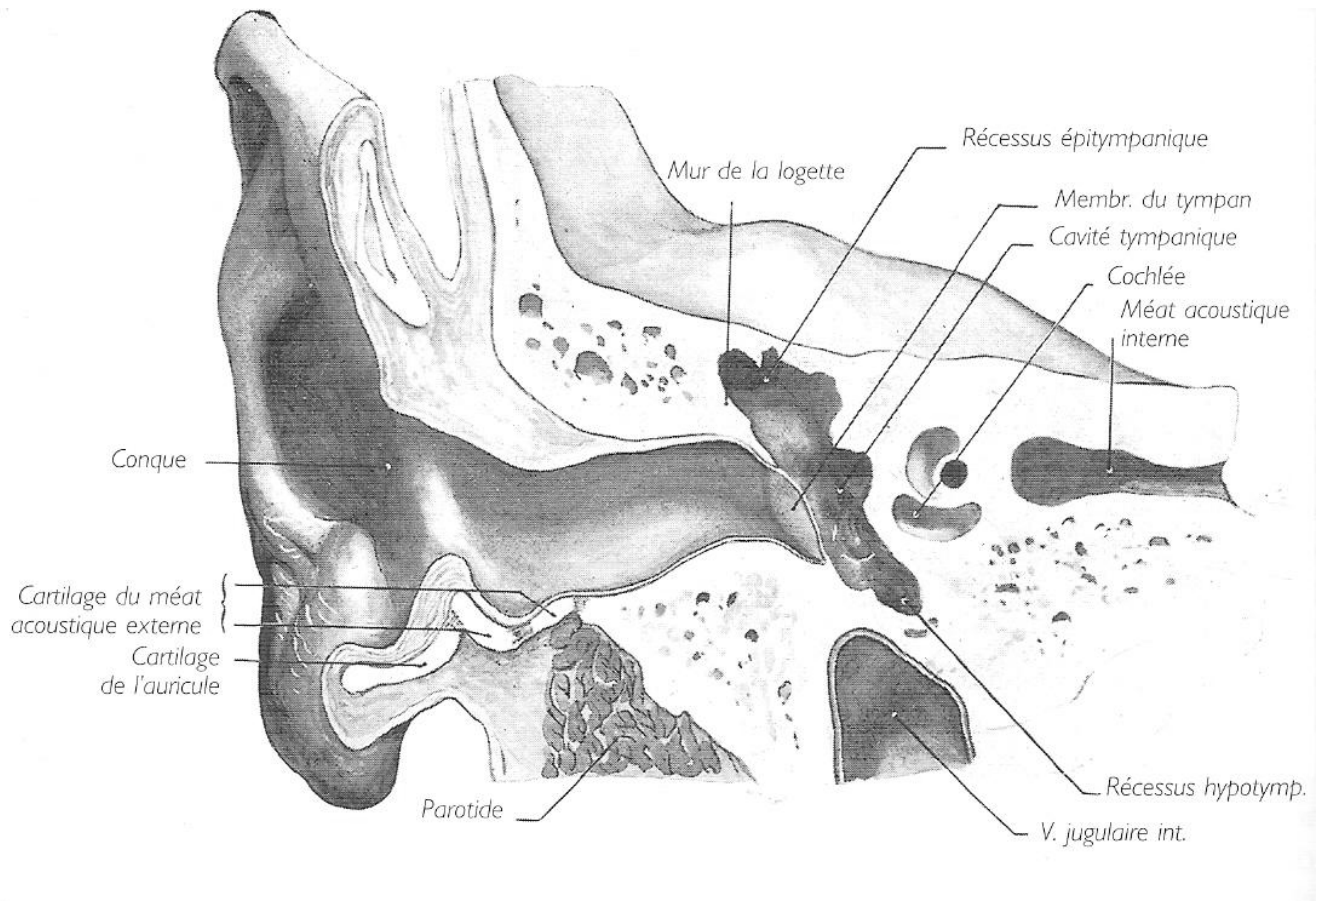 Récessus épitympanique
Mur de la logette
Membr. du tympan
Cavité tympanique
Cochlée
Méat acoustique
interne
Conque
Cartilage du méat
acoustique externe
Cartilage
de l'auricule
Parotide
Récessus hypotymp.
V. jugulaire int.